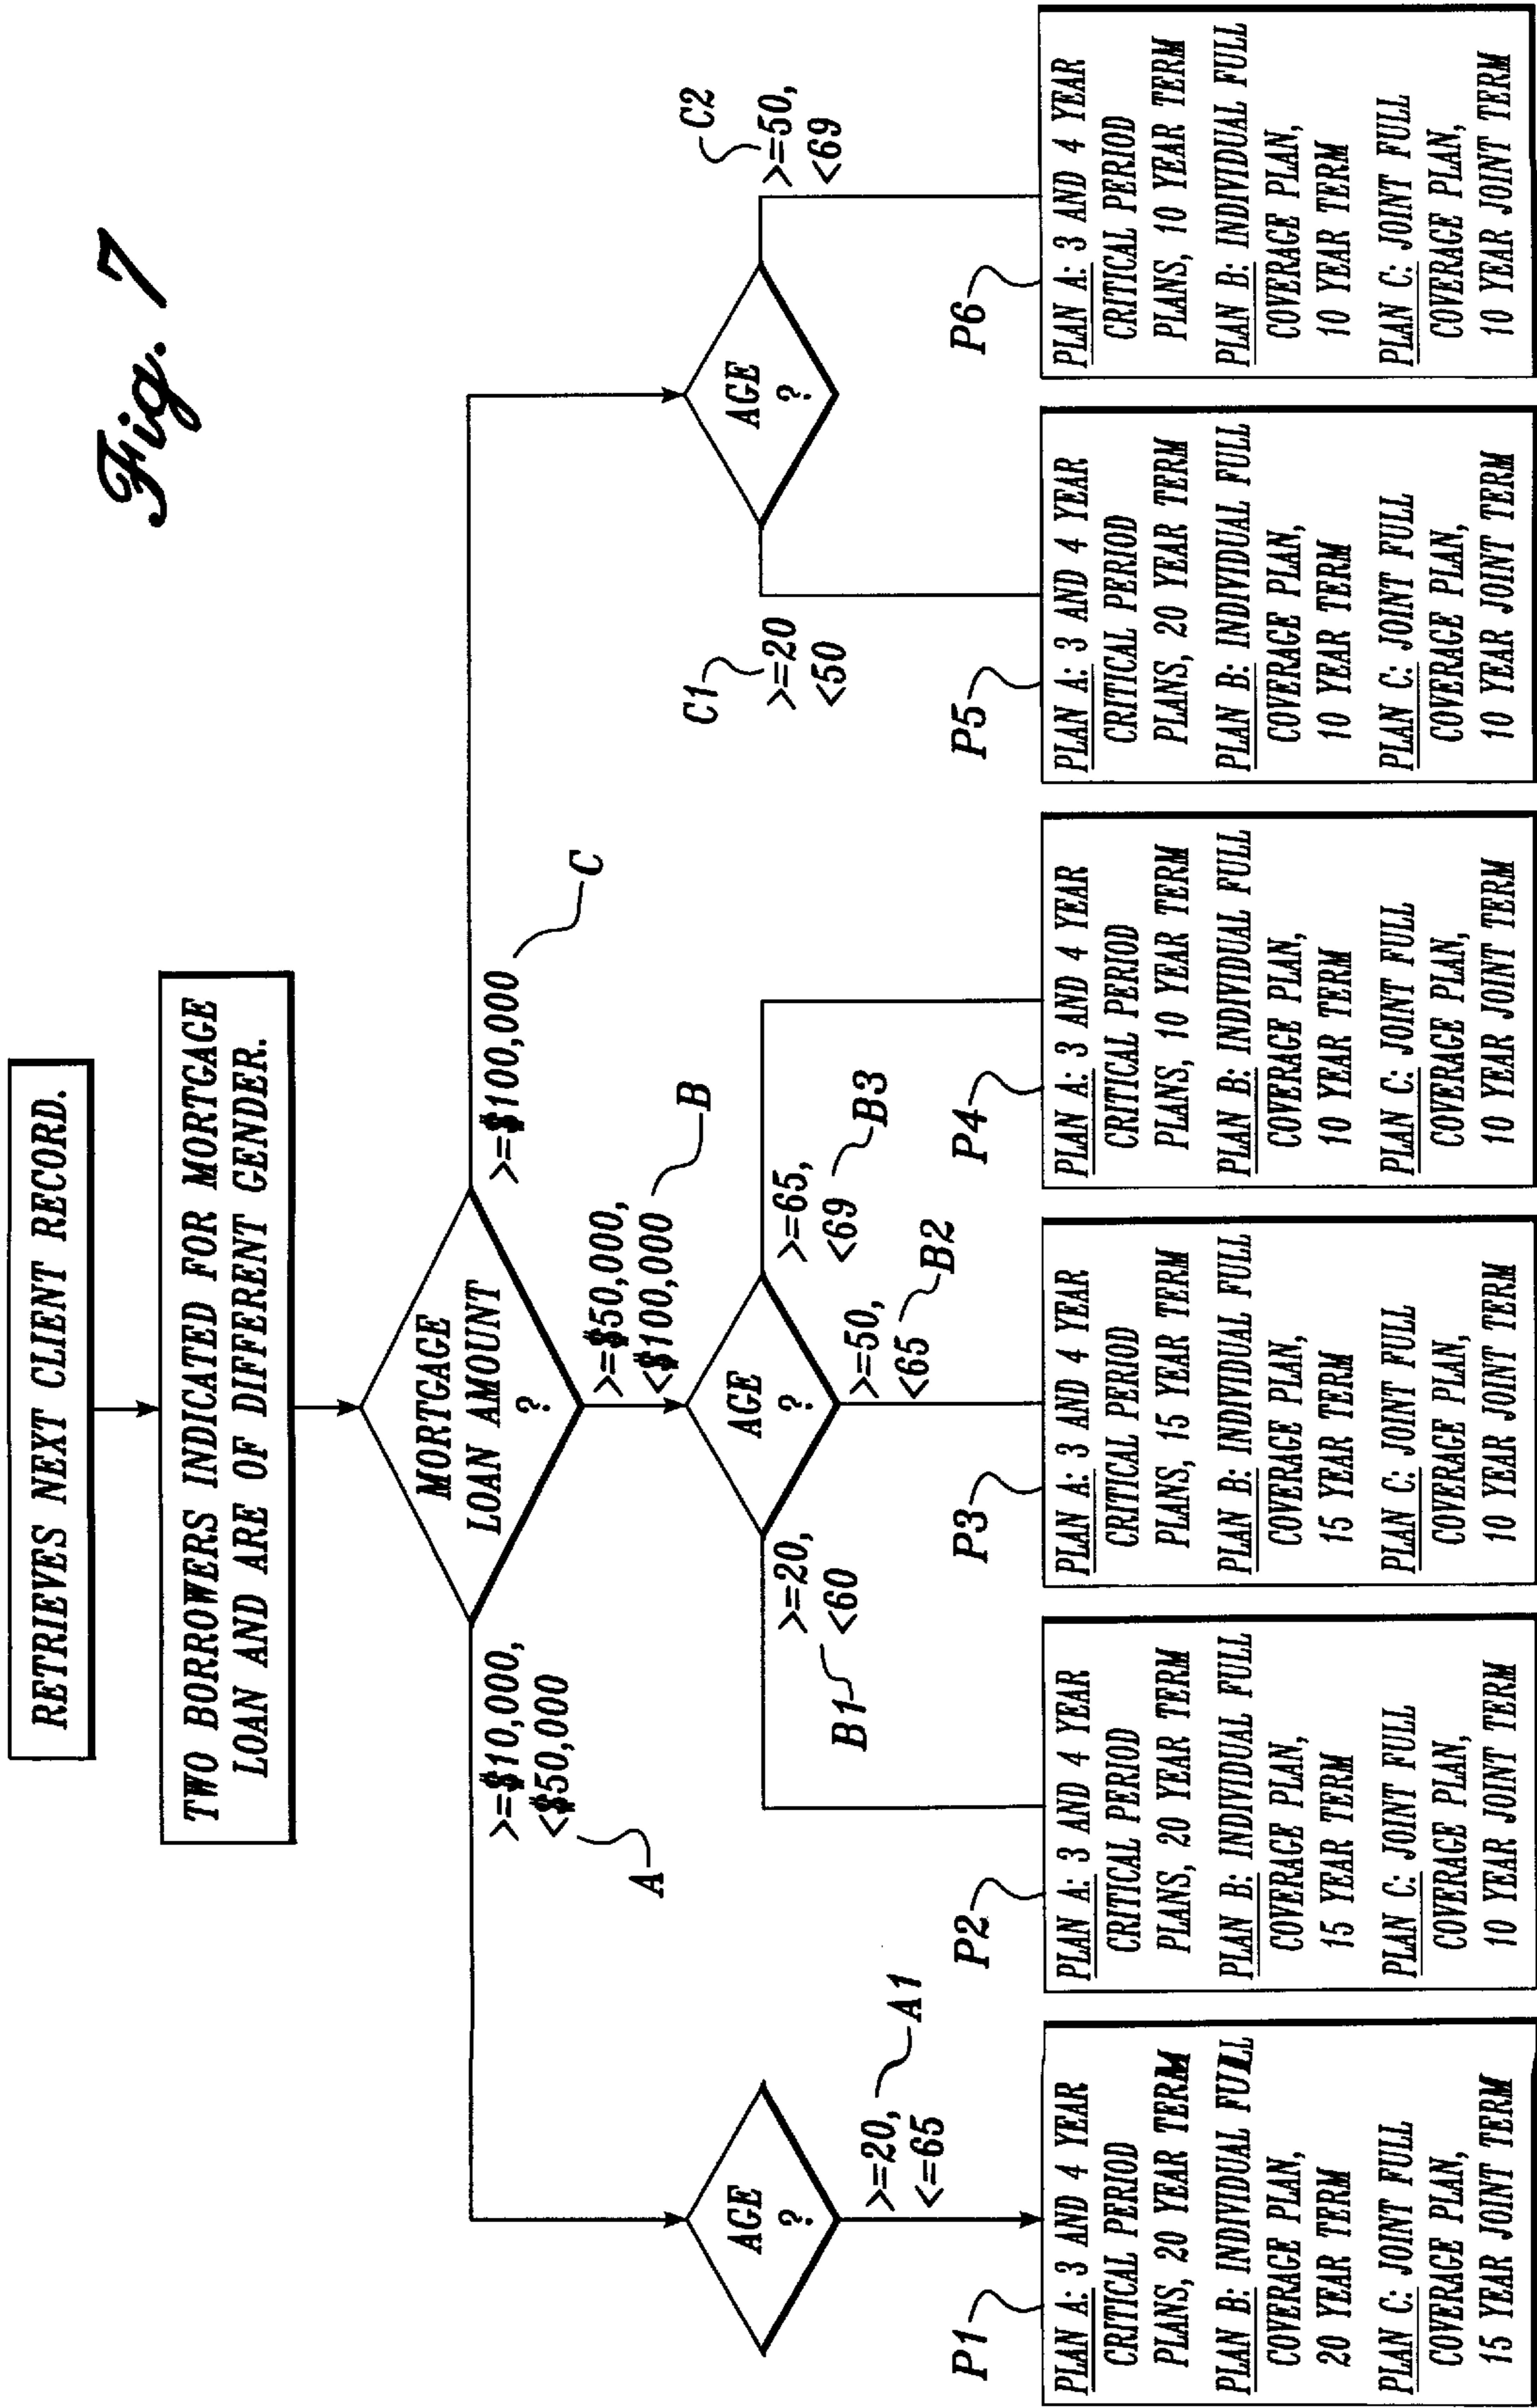 Fig. 7
RETRIEVES NEXT CLIENT RECORD.
TWO BORROWERS INDICATED FOR MORTGAGE
LOAN AND ARE OF DIFFERENT GENDER.
MORTGAGE
LOAN AMOUNT
?
>=$10,000,
<$50,000
A
>=$50,000,
<$100,000
B
>=$100,000
C
AGE
?
>=20,
<=65
A1
AGE
?
>=20,
<60
B1
>=50,
<65
B2
>=65,
<69
B3
AGE
?
C1
>=20
<50
C2
>=50,
<69
P1
PLAN A: 3 AND 4 YEAR
CRITICAL PERIOD
PLANS, 20 YEAR TERM
PLAN B: INDIVIDUAL FULL
COVERAGE PLAN,
20 YEAR TERM
PLAN C: JOINT FULL
COVERAGE PLAN,
15 YEAR JOINT TERM
P2
PLAN A: 3 AND 4 YEAR
CRITICAL PERIOD
PLANS, 20 YEAR TERM
PLAN B: INDIVIDUAL FULL
COVERAGE PLAN,
15 YEAR TERM
PLAN C: JOINT FULL
COVERAGE PLAN,
10 YEAR JOINT TERM
P3
PLAN A: 3 AND 4 YEAR
CRITICAL PERIOD
PLANS, 15 YEAR TERM
PLAN B: INDIVIDUAL FULL
COVERAGE PLAN,
15 YEAR TERM
PLAN C: JOINT FULL
COVERAGE PLAN,
10 YEAR JOINT TERM
P4
PLAN A: 3 AND 4 YEAR
CRITICAL PERIOD
PLANS, 10 YEAR TERM
PLAN B: INDIVIDUAL FULL
COVERAGE PLAN,
10 YEAR TERM
PLAN C: JOINT FULL
COVERAGE PLAN,
10 YEAR JOINT TERM
P5
PLAN A: 3 AND 4 YEAR
CRITICAL PERIOD
PLANS, 20 YEAR TERM
PLAN B: INDIVIDUAL FULL
COVERAGE PLAN,
10 YEAR TERM
PLAN C: JOINT FULL
COVERAGE PLAN,
10 YEAR JOINT TERM
P6
PLAN A: 3 AND 4 YEAR
CRITICAL PERIOD
PLANS, 10 YEAR TERM
PLAN B: INDIVIDUAL FULL
COVERAGE PLAN,
10 YEAR TERM
PLAN C: JOINT FULL
COVERAGE PLAN,
10 YEAR JOINT TERM